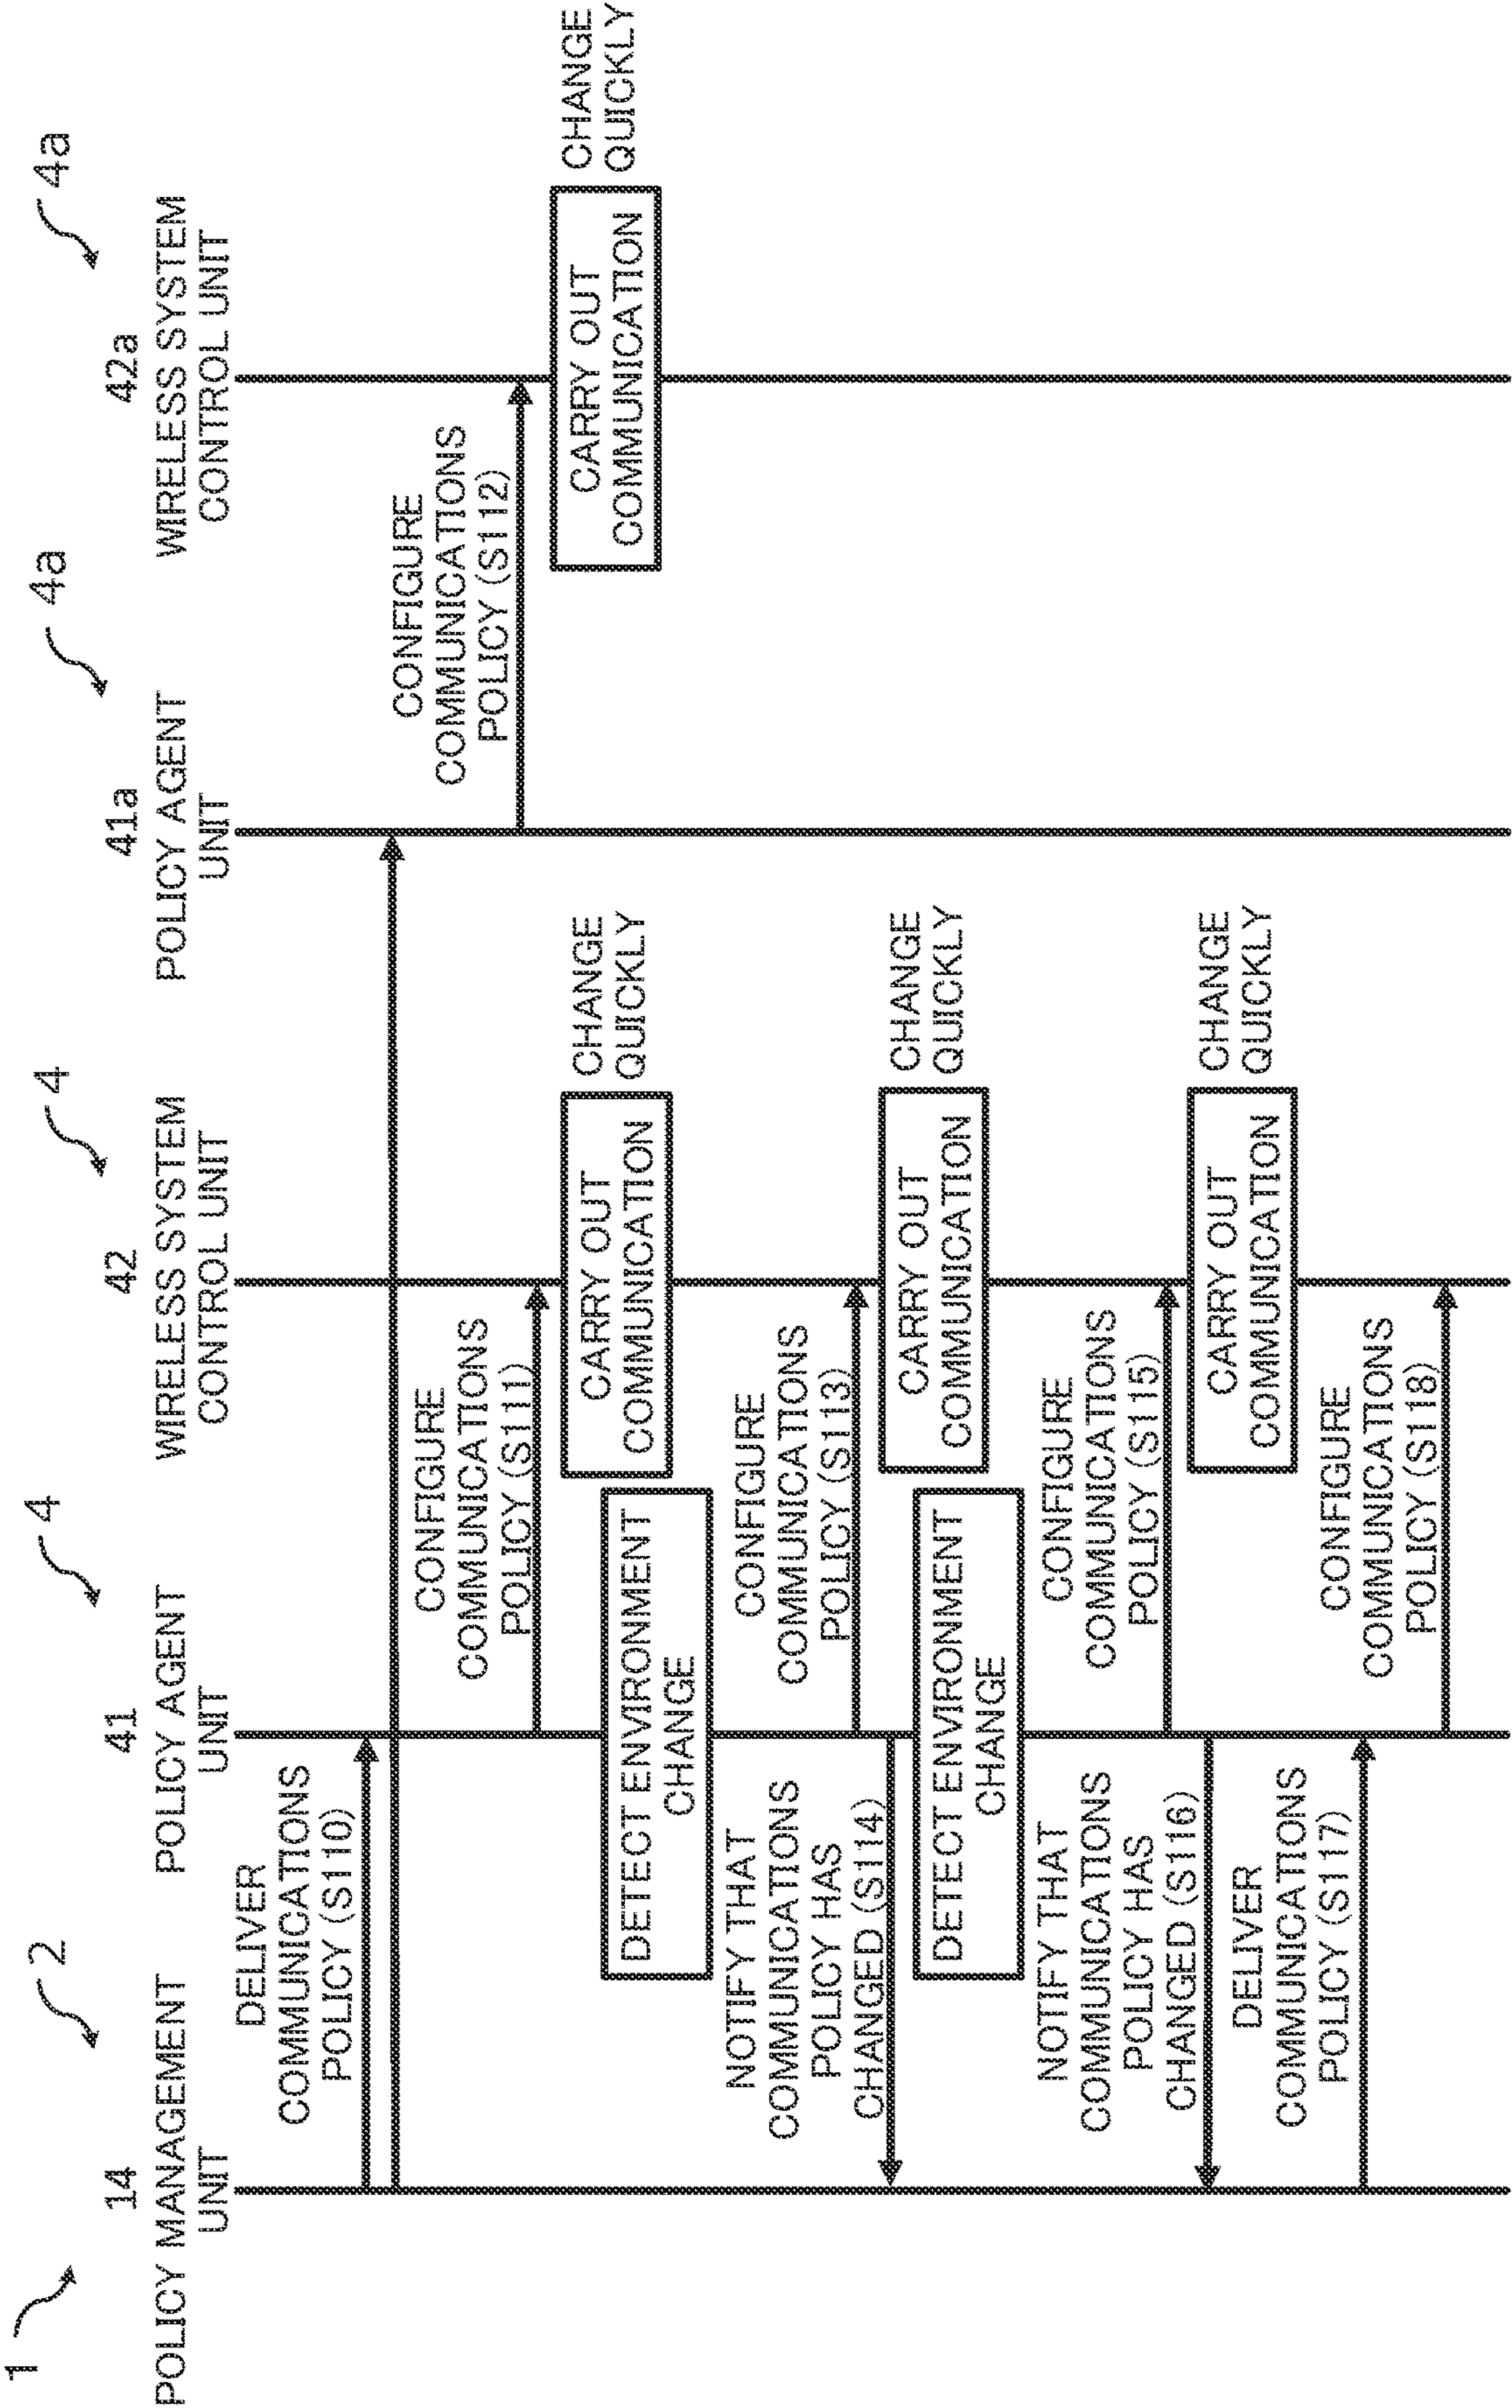 1
2
4
4
4a
4a
14
POLICY MANAGEMENT
UNIT
41
POLICY AGENT
UNIT
42
WIRELESS SYSTEM
CONTROL UNIT
41a
POLICY AGENT
UNIT
42a
WIRELESS SYSTEM
CONTROL UNIT
DELIVER
COMMUNICATIONS
POLICY (S110)
CONFIGURE
COMMUNICATIONS
POLICY (S111)
CONFIGURE
COMMUNICATIONS
POLICY (S112)
CARRY OUT
COMMUNICATION
CHANGE
QUICKLY
CARRY OUT
COMMUNICATION
CHANGE
QUICKLY
DETECT ENVIRONMENT
CHANGE
CONFIGURE
COMMUNICATIONS
POLICY (S113)
NOTIFY THAT
COMMUNICATIONS
POLICY HAS
CHANGED (S114)
CARRY OUT
COMMUNICATION
CHANGE
QUICKLY
DETECT ENVIRONMENT
CHANGE
CONFIGURE
COMMUNICATIONS
POLICY (S115)
NOTIFY THAT
COMMUNICATIONS
POLICY HAS
CHANGED (S116)
CARRY OUT
COMMUNICATION
CHANGE
QUICKLY
DELIVER
COMMUNICATIONS
POLICY (S117)
CONFIGURE
COMMUNICATIONS
POLICY (S118)